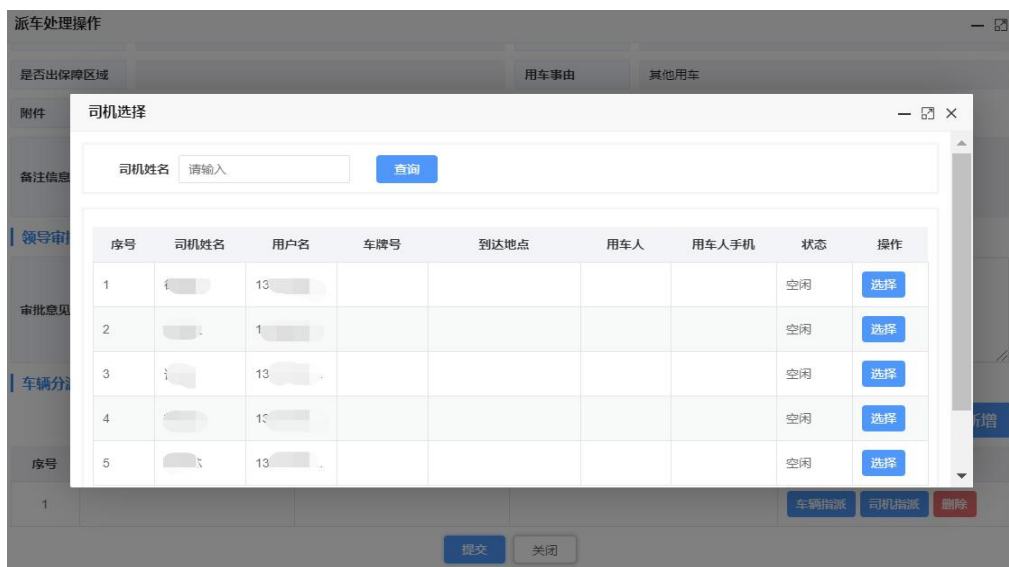 派车处理操作
是否出保障区域 用车事由 其他用车
附件 司机选择
司机姓名 请输入 查询
备注信息
领导审
序号 司机姓名 用户名 车牌号 到达地点 用车人 用车人手机 状态 操作
1 13 空闲 选择
审批意见
2 1 空闲 选择
3 13 空闲 选择
车辆分
4 13 空闲 选择
新增
5 13 空闲 选择
序号
1 车辆指派 司机指派 删除
提交 关闭